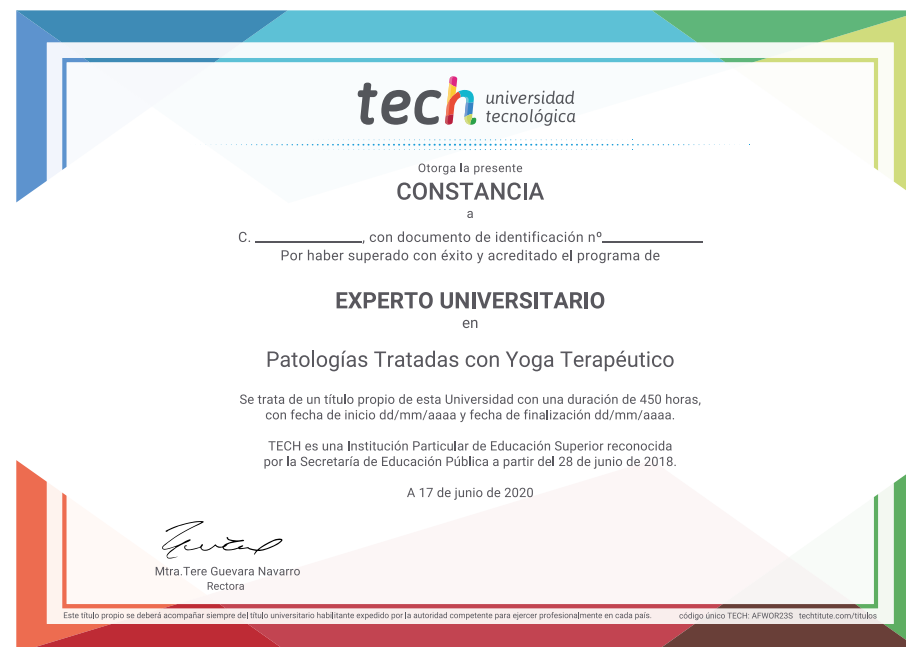 tech universidad
tecnológica
Otorga la presente
CONSTANCIA
a
C. ____________, con documento de identificación nº____________
Por haber superado con éxito y acreditado el programa de
EXPERTO UNIVERSITARIO
en
Patologías Tratadas con Yoga Terapéutico
Se trata de un título propio de esta Universidad con una duración de 450 horas,
con fecha de inicio dd/mm/aaaa y fecha de finalización dd/mm/aaaa.
TECH es una Institución Particular de Educación Superior reconocida
por la Secretaría de Educación Pública a partir del 28 de junio de 2018.
A 17 de junio de 2020
Mtra.Tere Guevara Navarro
Rectora
Este título propio se deberá acompañar siempre del título universitario habilitante expedido por la autoridad competente para ejercer profesionalmente en cada país. código único TECH: AFWOR23S techtitute.com/titulos